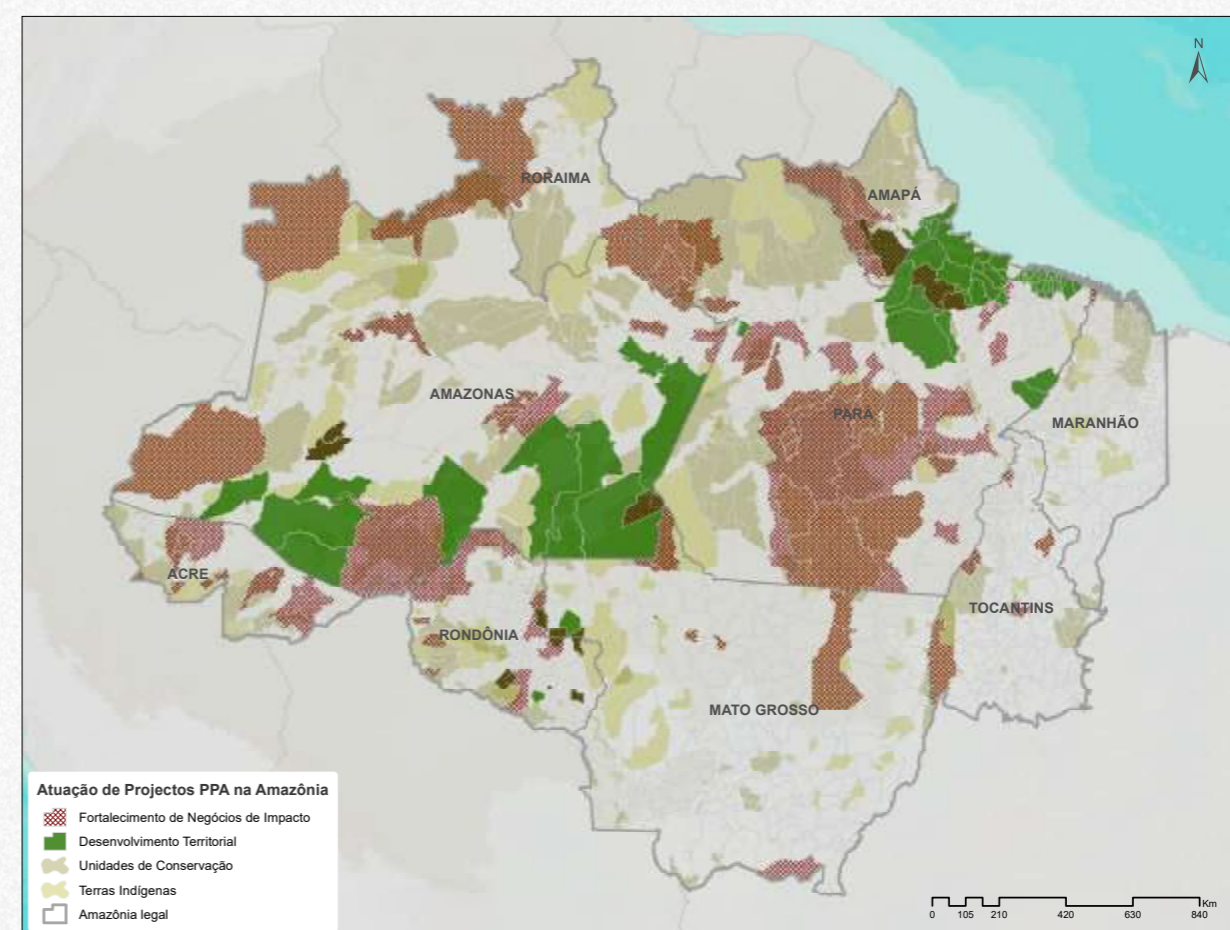 N
RORAIMA
AMAPÁ
AMAZONAS
PARÁ
MARANHÃO
ACRE
TOCANTINS
RONDÔNIA
MATO GROSSO
Atuação de Projectos PPA na Amazônia
Fortalecimento de Negócios de Impacto
Desenvolvimento Territorial
Unidades de Conservação
Terras Indígenas
Amazônia legal
Km
0 105 210 420 630 840